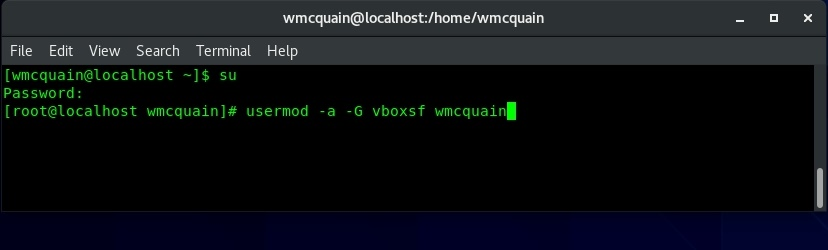 wmcquain@localhost:/home/wmcquain
File Edit View Search Terminal Help
[wmcquain@localhost ~]$ su
Password:
[root@localhost wmcquain]# usermod -a -G vboxsf wmcquain